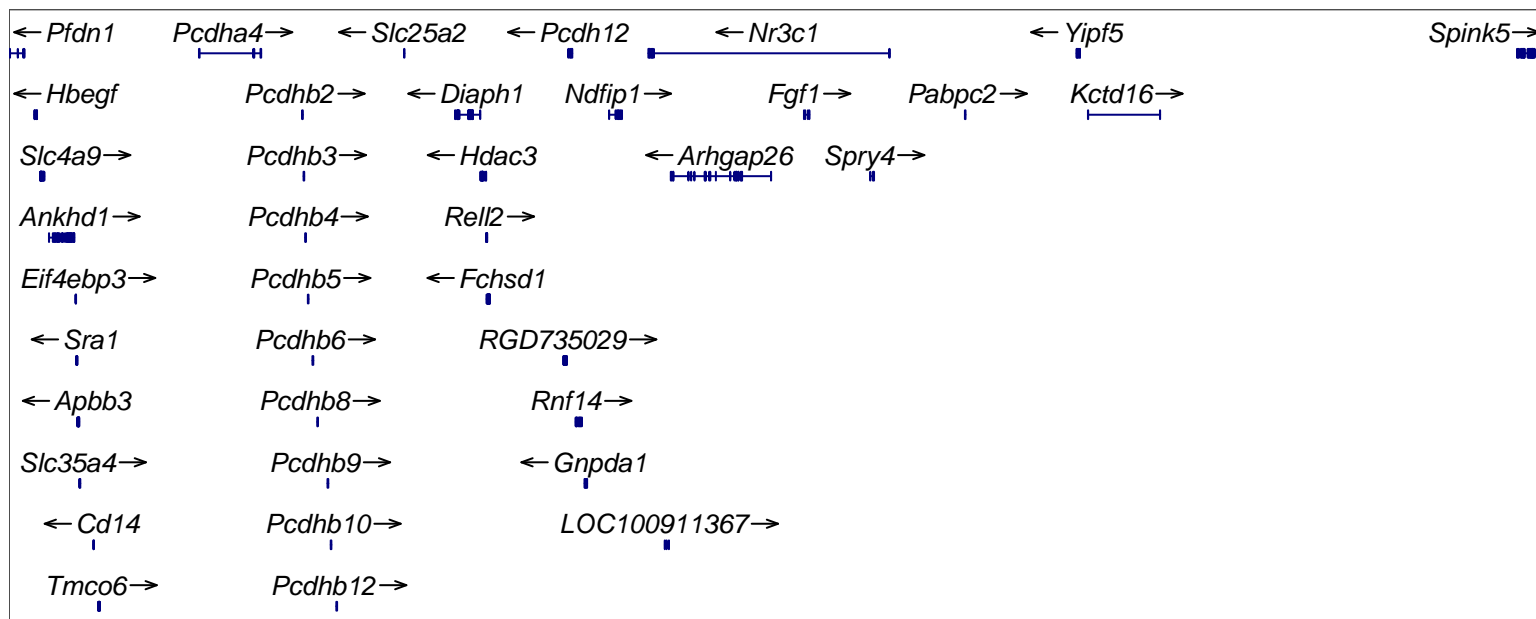 ←Pfdn1 Pcdha4→ ←Slc25a2 ←Pcdh12 ←Nr3c1 ←Yipf5 Spink5→
←Hbegf Pcdhb2→ ←Diaph1 Ndfip1→ Fgf1→ Pabpc2→ Kctd16→
Slc4a9→ Pcdhb3→ ←Hdac3 ←Arhgap26 Spry4→
Ankhd1→ Pcdhb4→ Rell2→
Eif4ebp3→ Pcdhb5→ ←Fchsd1
←Sra1 Pcdhb6→ RGD735029→
←Apbb3 Pcdhb8→ Rnf14→
Slc35a4→ Pcdhb9→ ←Gnpda1
←Cd14 Pcdhb10→ LOC100911367→
Tmco6→ Pcdhb12→